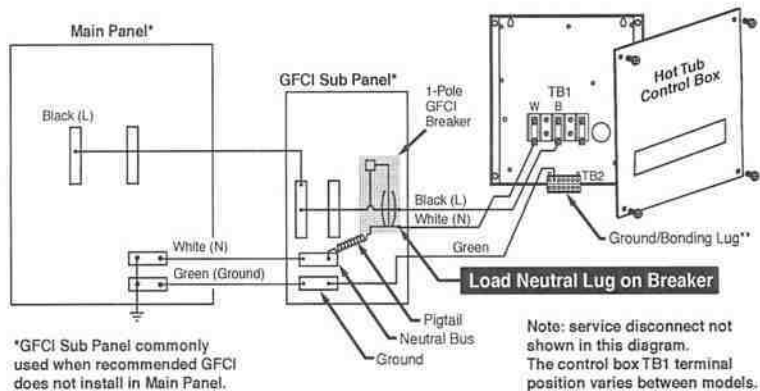 Main Panel*
Black (L)
White (N)
Green (Ground)
*GFCI Sub Panel commonly
used when recommended GFCI
does not install in Main Panel.
GFCI Sub Panel*
1-Pole
GFCI
Breaker
Black (L)
White (N)
Green
Load Neutral Lug on Breaker
Pigtail
Neutral Bus
Ground
TB1
W
B
TB2
Hot Tub
Control Box
Ground/Bonding Lug**
Note: service disconnect not
shown in this diagram.
The control box TB1 terminal
position varies between models.